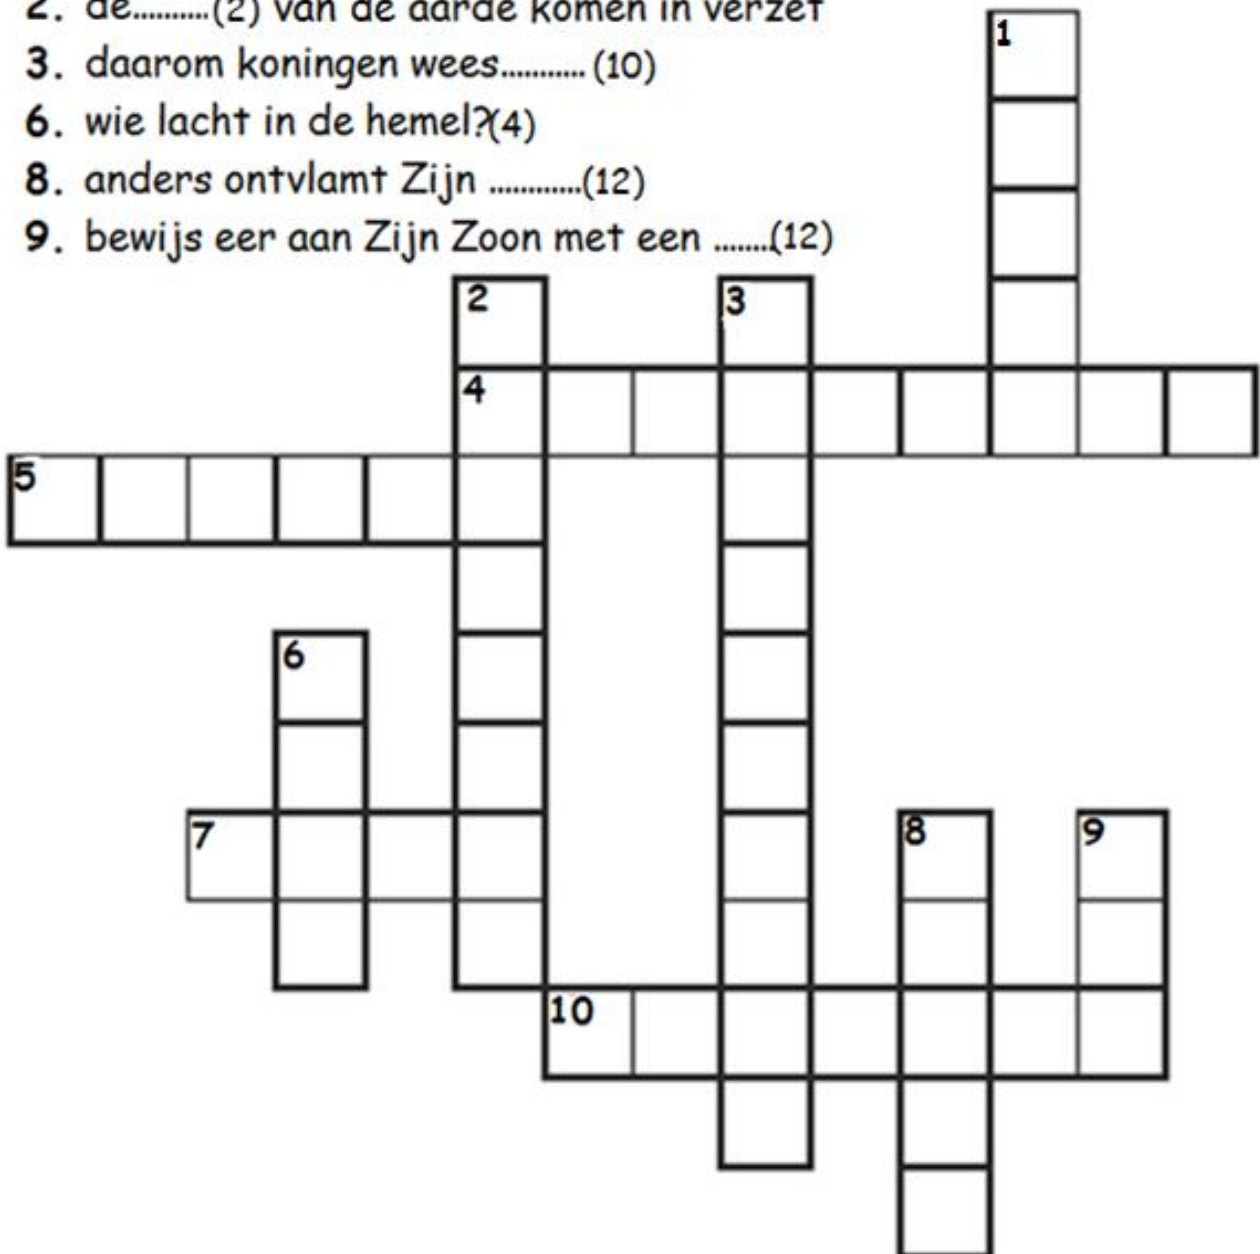 2. de..........(2) van de aarde komen in verzet
3. daarom koningen wees........... (10)
6. wie lacht in de hemel?(4)
8. anders ontvlamt Zijn ............(12)
9. bewijs eer aan Zijn Zoon met een .......(12)
1
2 3
4
5
6
7 8 9
10